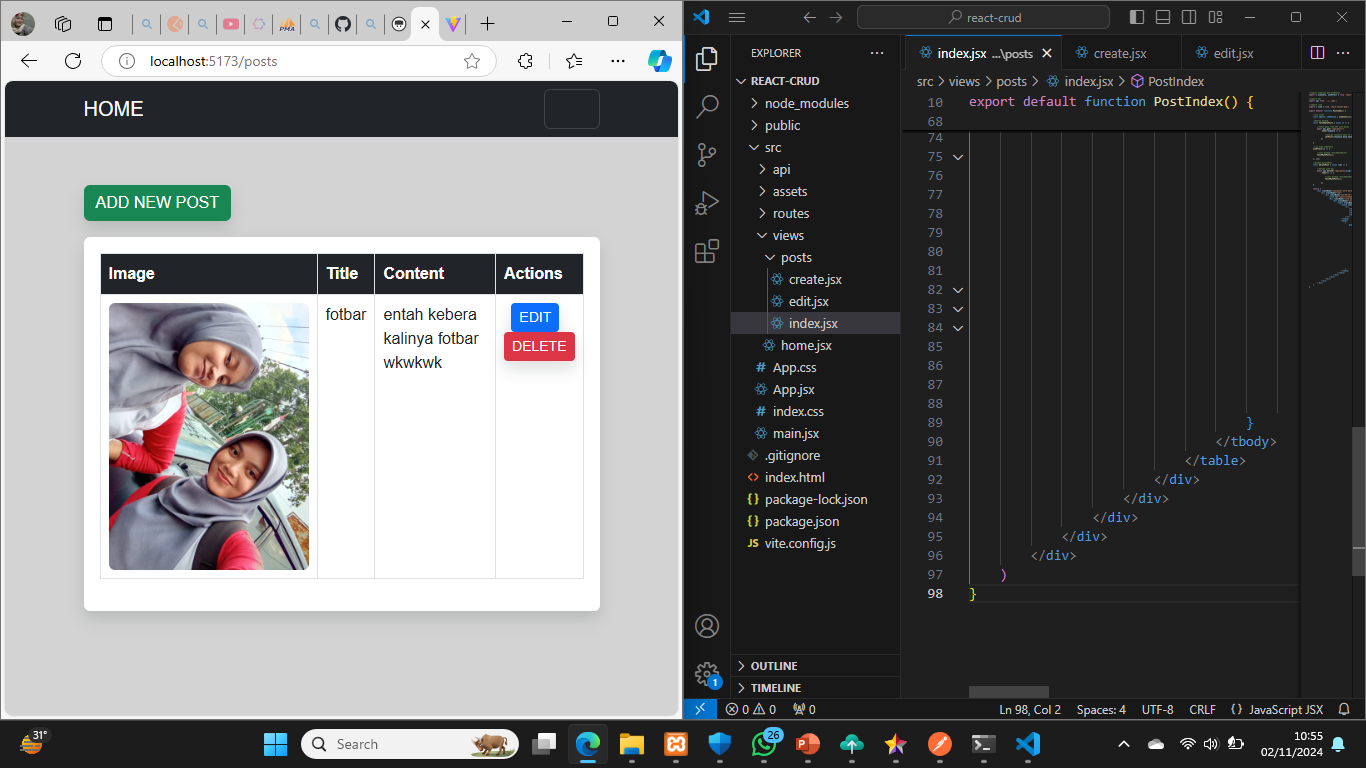 localhost:5173/posts
HOME
ADD NEW POST
Image Title Content Actions
fotbar
entah kebera
kalinya fotbar
wkwkwk
EDIT
DELETE
react-crud
EXPLORER
REACT-CRUD
node_modules
public
src
api
assets
routes
views
posts
create.jsx
edit.jsx
index.jsx
home.jsx
App.css
App.jsx
index.css
main.jsx
.gitignore
index.html
package-lock.json
package.json
vite.config.js
OUTLINE
TIMELINE
index.jsx ...\posts
create.jsx
edit.jsx
src > views > posts > index.jsx > PostIndex
10 export default function PostIndex() {
68
74
75
76
77
78
79
80
81
82
83
84
85
86
87
88
89 }
90 </tbody>
91 </table>
92 </div>
93 </div>
94 </div>
95 </div>
96 </div>
97 )
98 }
1
0 0 0
Ln 98, Col 2
Spaces: 4
UTF-8
CRLF
{ } JavaScript JSX
31°
Search
26
10:55
02/11/2024